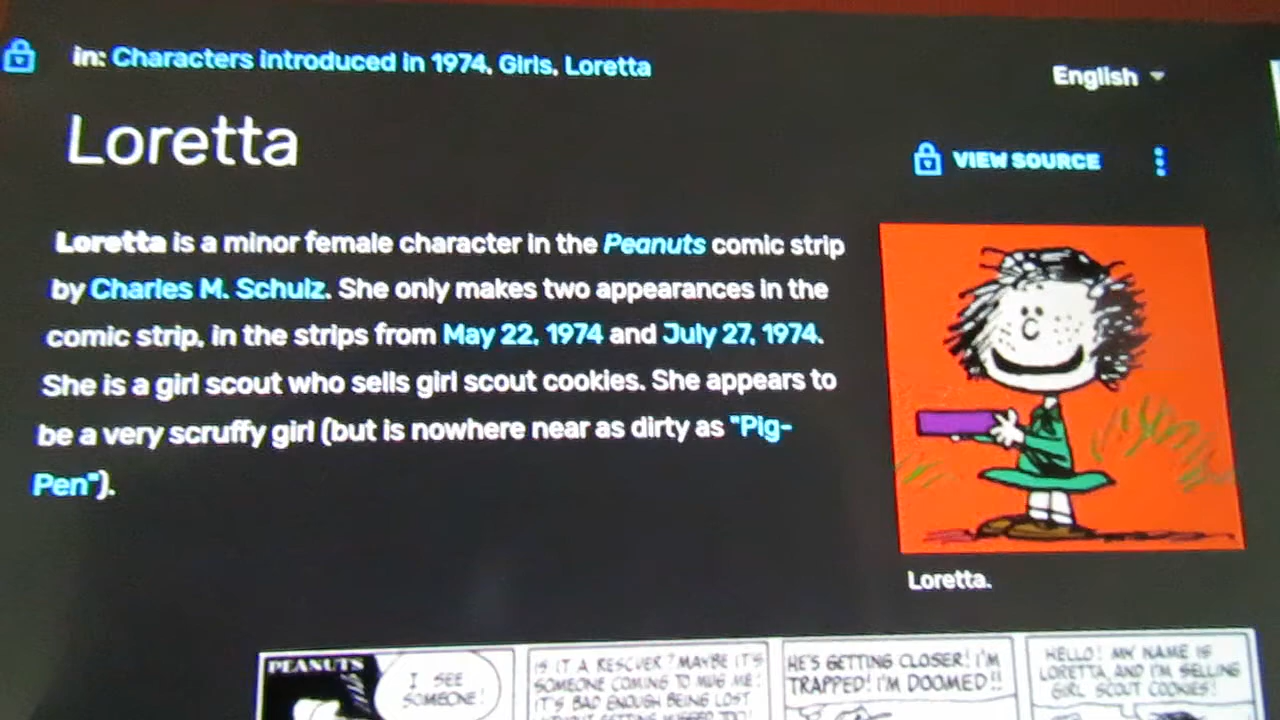 in: Characters introduced in 1974, Girls, Loretta
English
Loretta
VIEW SOURCE
Loretta is a minor female character in the Peanuts comic strip
by Charles M. Schulz. She only makes two appearances in the
comic strip, in the strips from May 22, 1974 and July 27, 1974.
She is a girl scout who sells girl scout cookies. She appears to
be a very scruffy girl (but is nowhere near as dirty as "Pig-
Pen").
Loretta.
PEANUTS
I SEE
SOMEONE!
IS IT A RESCUER? MAYBE IT'S
SOMEONE COMING TO MUG ME!
IT'S BAD ENOUGH BEING LOST
WITHOUT GETTING MUGGED TOO!
HE'S GETTING CLOSER! I'M
TRAPPED! I'M DOOMED!!
HELLO! MY NAME IS
LORETTA, AND I'M SELLING
GIRL SCOUT COOKIES!